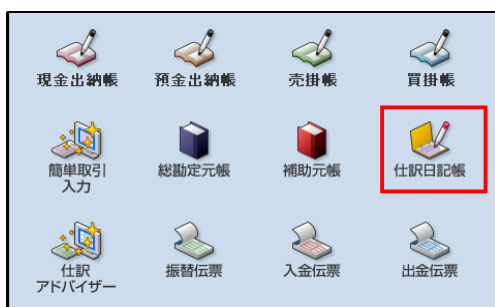 現金出納帳
預金出納帳
売掛帳
買掛帳
簡単取引
入力
総勘定元帳
補助元帳
仕訳日記帳
仕訳
アドバイザー
振替伝票
入金伝票
出金伝票